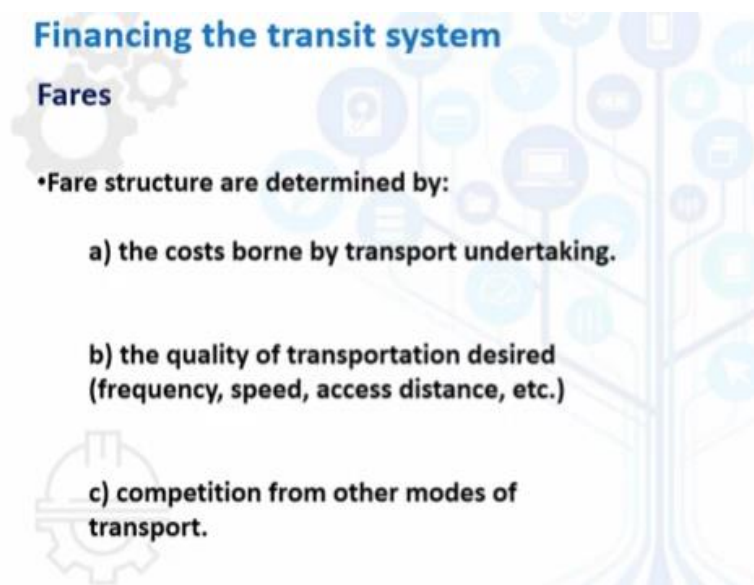 Financing the transit system
Fares
•Fare structure are determined by:
a) the costs borne by transport undertaking.
b) the quality of transportation desired
(frequency, speed, access distance, etc.)
c) competition from other modes of
transport.